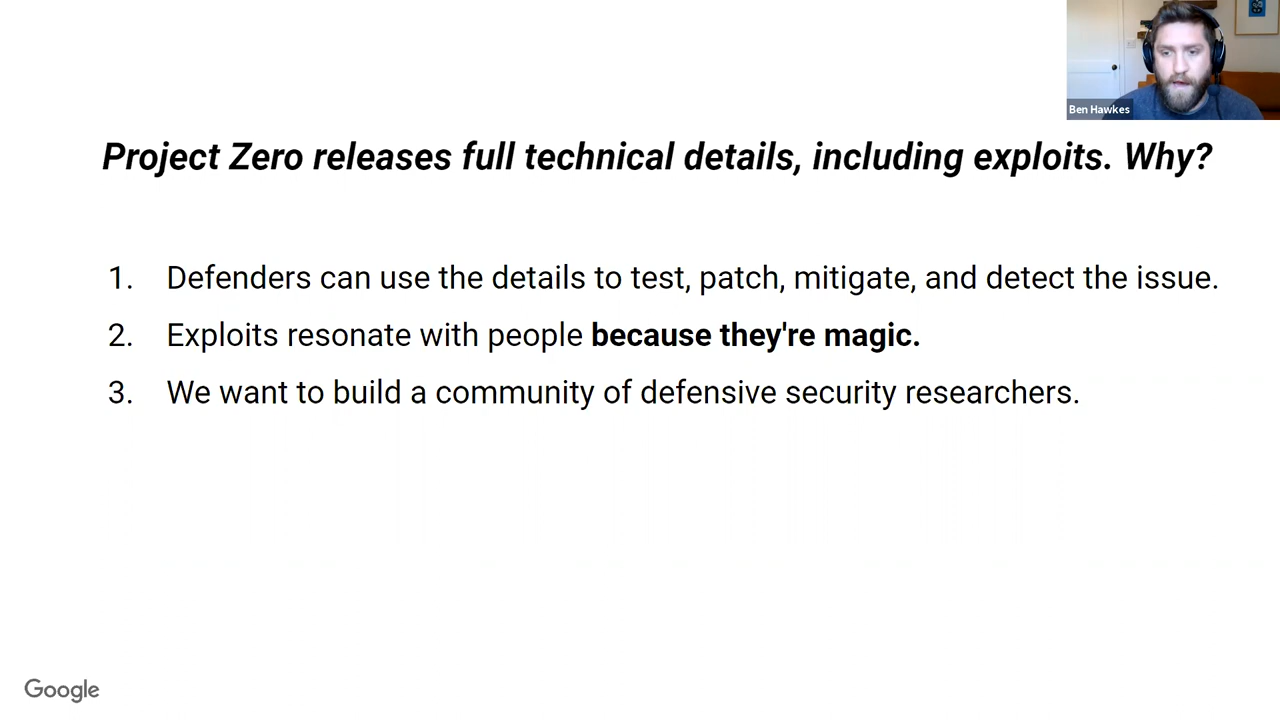 Ben Hawkes
Project Zero releases full technical details, including exploits. Why?
1. Defenders can use the details to test, patch, mitigate, and detect the issue.
2. Exploits resonate with people because they're magic.
3. We want to build a community of defensive security researchers.
Google